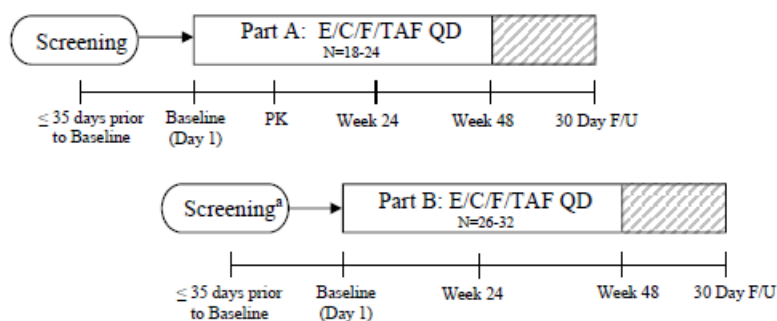 Screening
Part A: E/C/F/TAF QD
N=18-24
≤ 35 days prior
to Baseline
Baseline
(Day 1)
PK
Week 24
Week 48
30 Day F/U
Screeningᵃ
Part B: E/C/F/TAF QD
N=26-32
≤ 35 days prior
to Baseline
Baseline
(Day 1)
Week 24
Week 48
30 Day F/U